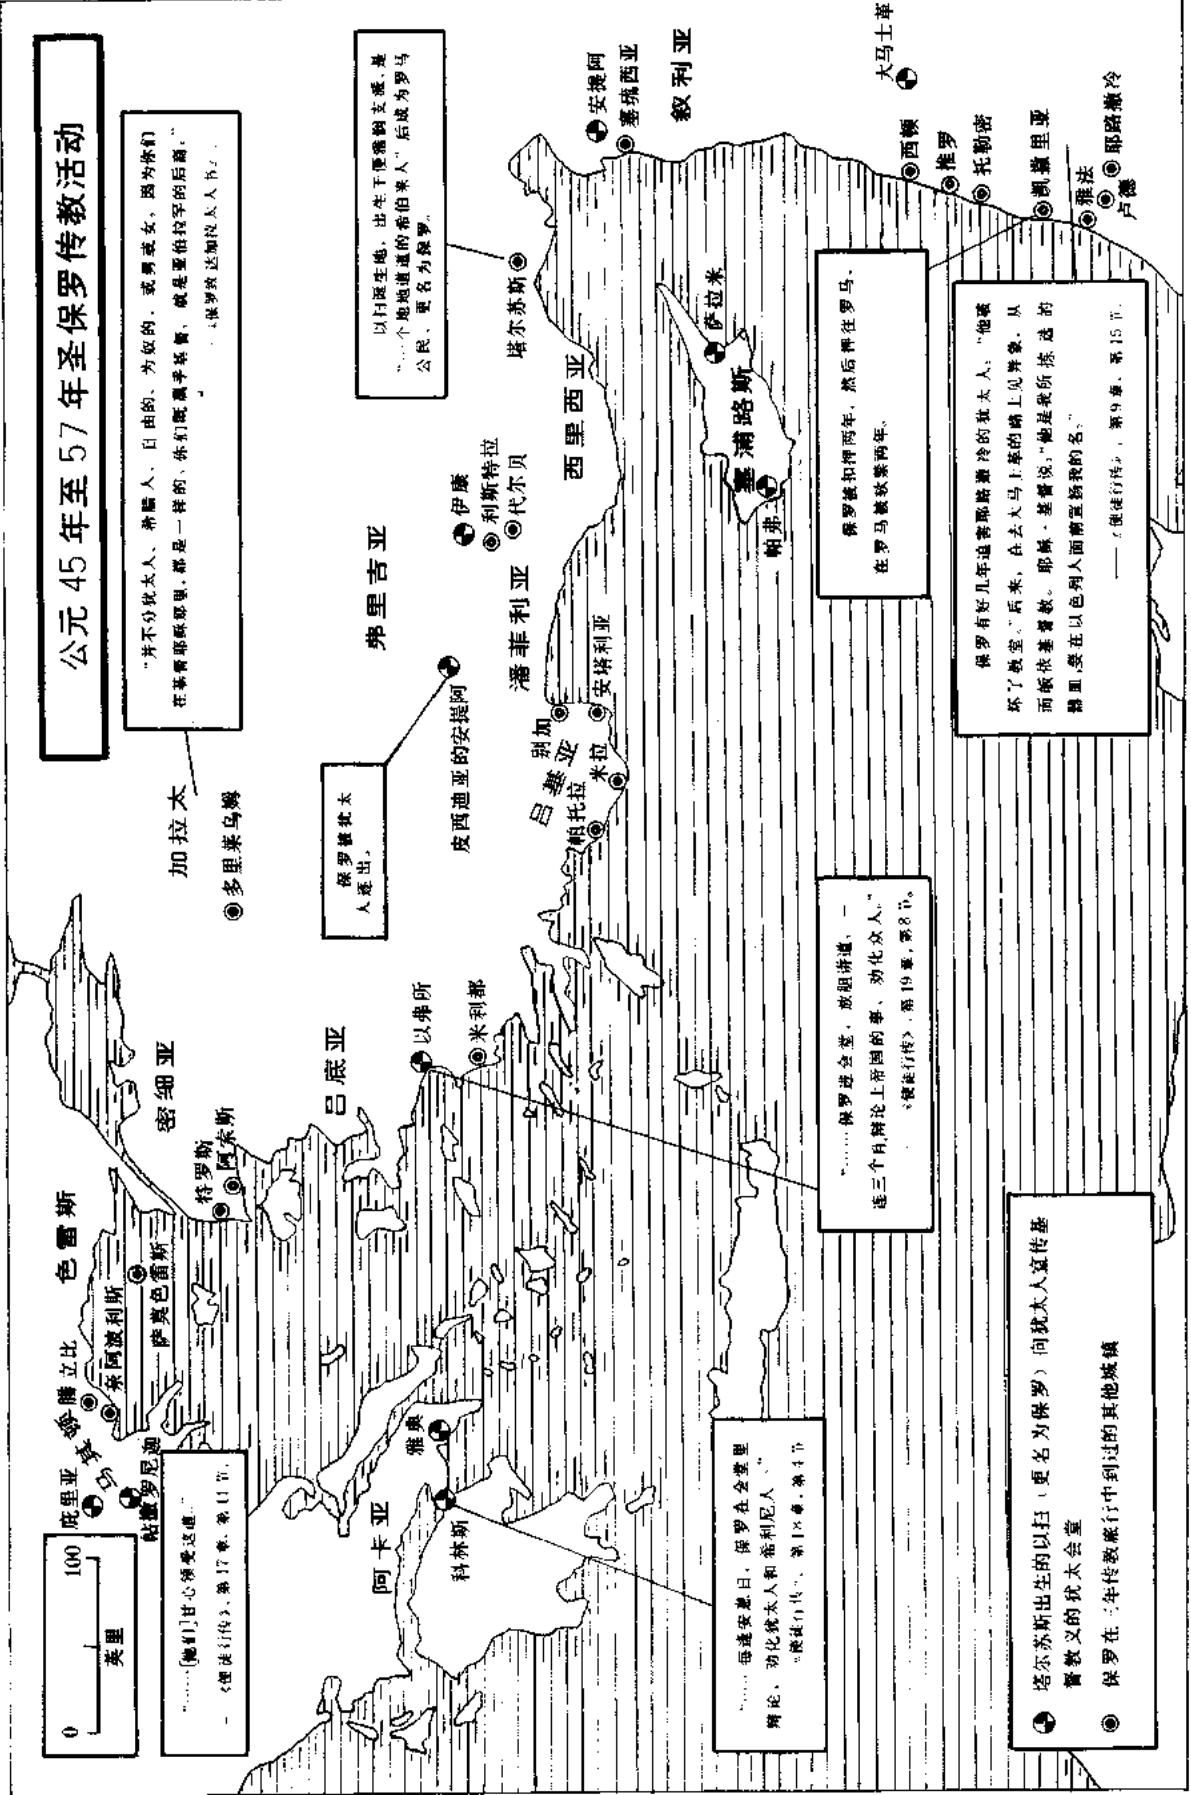 公元45年至57年圣保罗传教活动
“并不分犹太人、希腊人、自由的、为奴的，或男或女，因为你们
在基督耶稣那里，都是一样的、你们既属乎基督，就是亚伯拉罕的后裔。”
《保罗致达加拉太人书》
以扫诞生地，出生于便雅悯支派、是
“一个地地道道的希伯来人”后成为罗马
公民、更名为保罗。
保罗被犹太
人逐出。
保罗被扣押两年，然后押往罗马、
在罗马被软禁两年。
保罗有好几年迫害耶路撒冷的犹太人：“他破
坏了教室。”后来，在去大马士革的路上见异象，从
而皈依基督教。耶稣·基督说：“他是我所拣选的
器皿，要在以色列人面前宣扬我的名。”
——《使徒行传》，第9章、第15节
“……保罗进会堂，放胆讲道，一
连三个月，辩论上帝国的事、劝化众人。”
《使徒行传》、第19章，第8节。
“……每逢安息日，保罗在会堂里
辩论，劝化犹太人和希利尼人。”
《使徒行传》、第18章，第4节
“……[他们]甘心领受这道。”
—《使徒行传》、第17章、第11节。
0
100
英里
色雷斯
马其顿
腓立比
奈阿波利斯
萨莫色雷斯
庇里亚
帖撒罗尼迦
密细亚
特罗斯
阿索斯
加拉太
多里莱乌姆
吕底亚
以弗所
米利都
阿卡亚
雅典
科林斯
弗里吉亚
皮西迪亚的安提阿
伊康
利斯特拉
代尔贝
潘菲利亚
别加
安塔利亚
吕基亚
米拉
帕托拉
西里西亚
塔尔苏斯
安提阿
塞琉西亚
叙利亚
塞浦路斯
萨拉米
帕弗
大马士革
西顿
推罗
托勒密
凯撒里亚
雅法
卢德
耶路撒冷
塔尔苏斯出生的以扫（更名为保罗）向犹太人宣传基
督教义的犹太会堂
保罗在三年传教旅行中到过的其他城镇